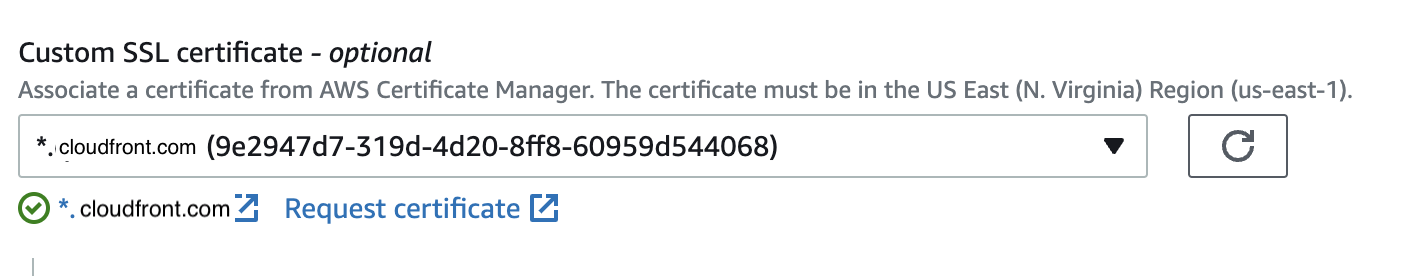 Custom SSL certificate - optional
Associate a certificate from AWS Certificate Manager. The certificate must be in the US East (N. Virginia) Region (us-east-1).
*. cloudfront.com (9e2947d7-319d-4d20-8ff8-60959d544068)
*. cloudfront.com Request certificate